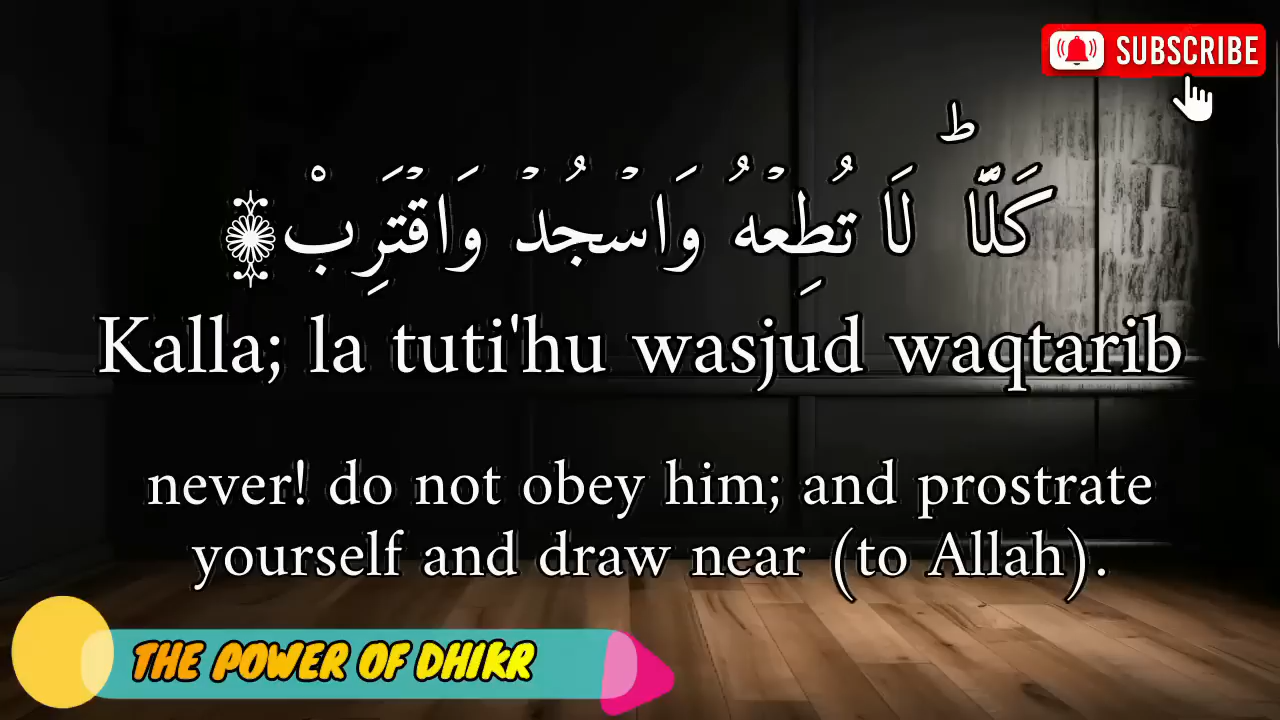 SUBSCRIBE
كَلَّاؕ لَا تُطِعۡهُ وَاسۡجُدۡ وَاقۡتَرِبْ۞
Kalla; la tuti'hu wasjud waqtarib
never! do not obey him; and prostrate
yourself and draw near (to Allah).
THE POWER OF DHIKR